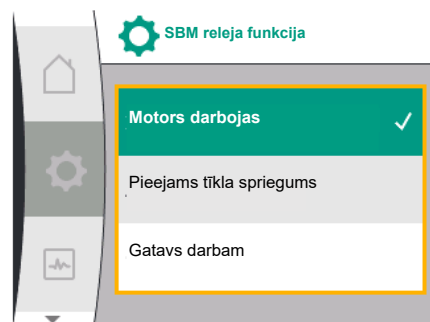 SBM releja funkcija
Motors darbojas
Pieejams tīkla spriegums
Gatavs darbam